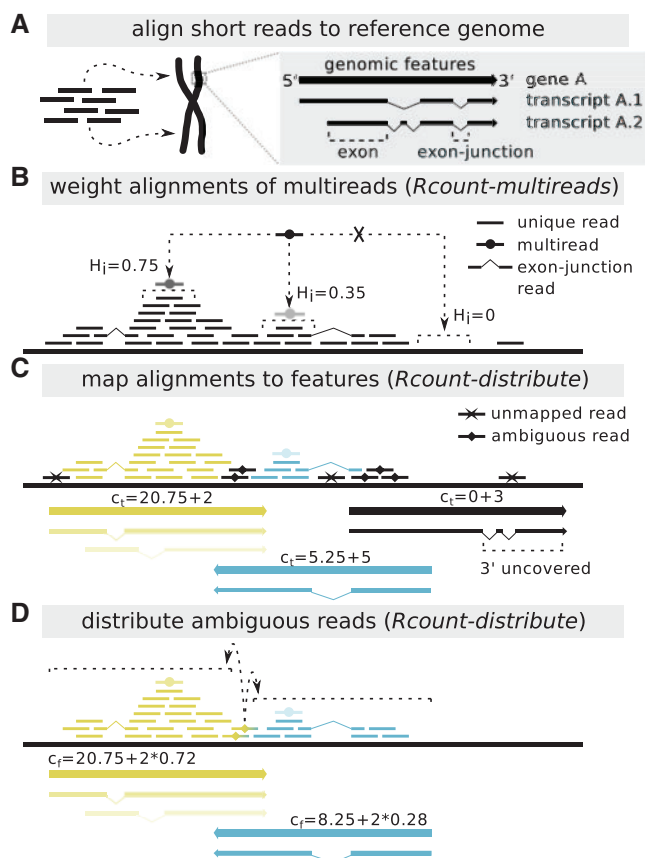 A
align short reads to reference genome
genomic features
5'
3'
gene A
transcript A.1
transcript A.2
exon
exon-junction
B
weight alignments of multireads (Rcount-multireads)
unique read
multiread
exon-junction
read
Hi=0.75
Hi=0.35
Hi=0
C
map alignments to features (Rcount-distribute)
unmapped read
ambiguous read
ct=20.75+2
ct=0+3
ct=5.25+5
3' uncovered
D
distribute ambiguous reads (Rcount-distribute)
cf=20.75+2*0.72
cf=8.25+2*0.28